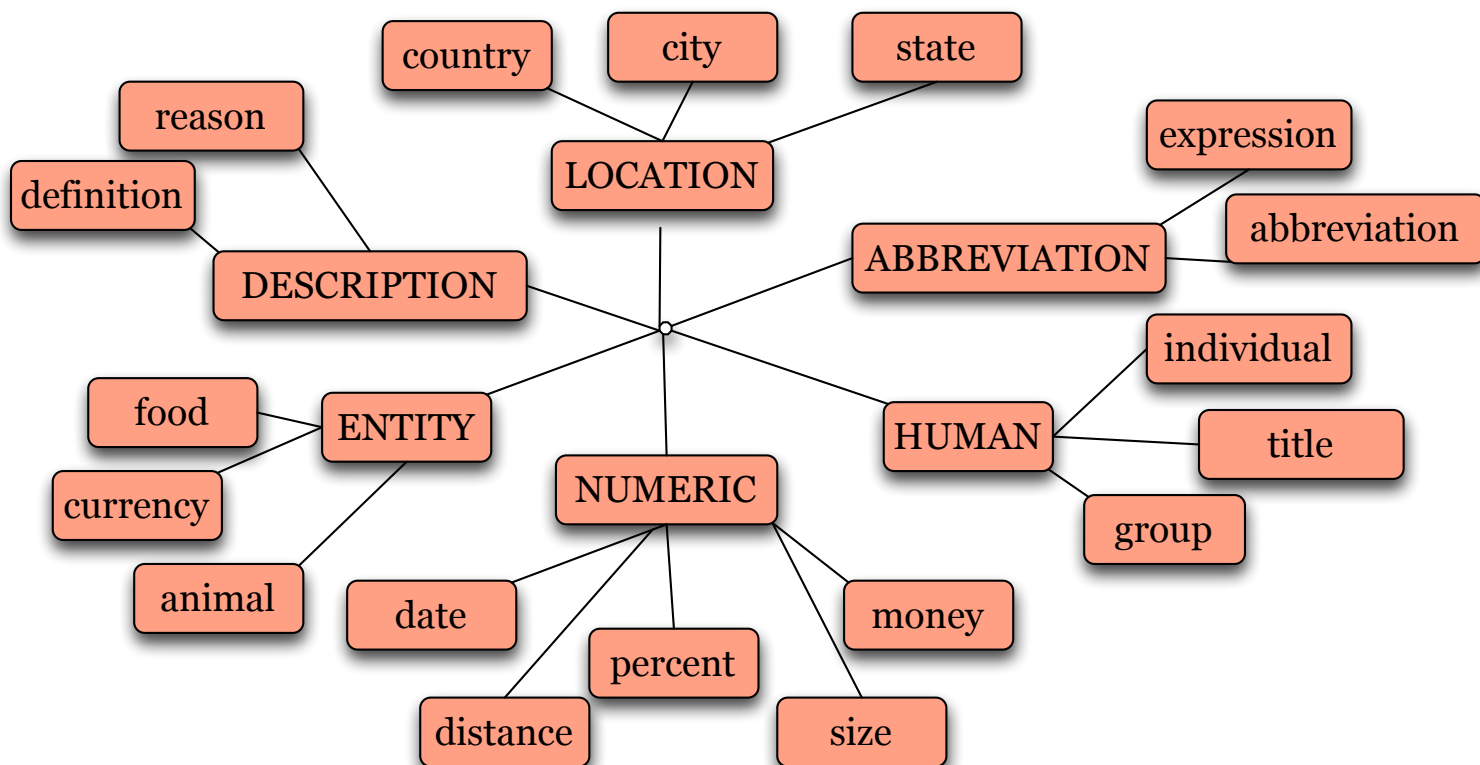 country
city
state
reason
expression
definition
LOCATION
abbreviation
DESCRIPTION
ABBREVIATION
individual
food
ENTITY
HUMAN
title
currency
NUMERIC
group
animal
date
money
percent
distance
size